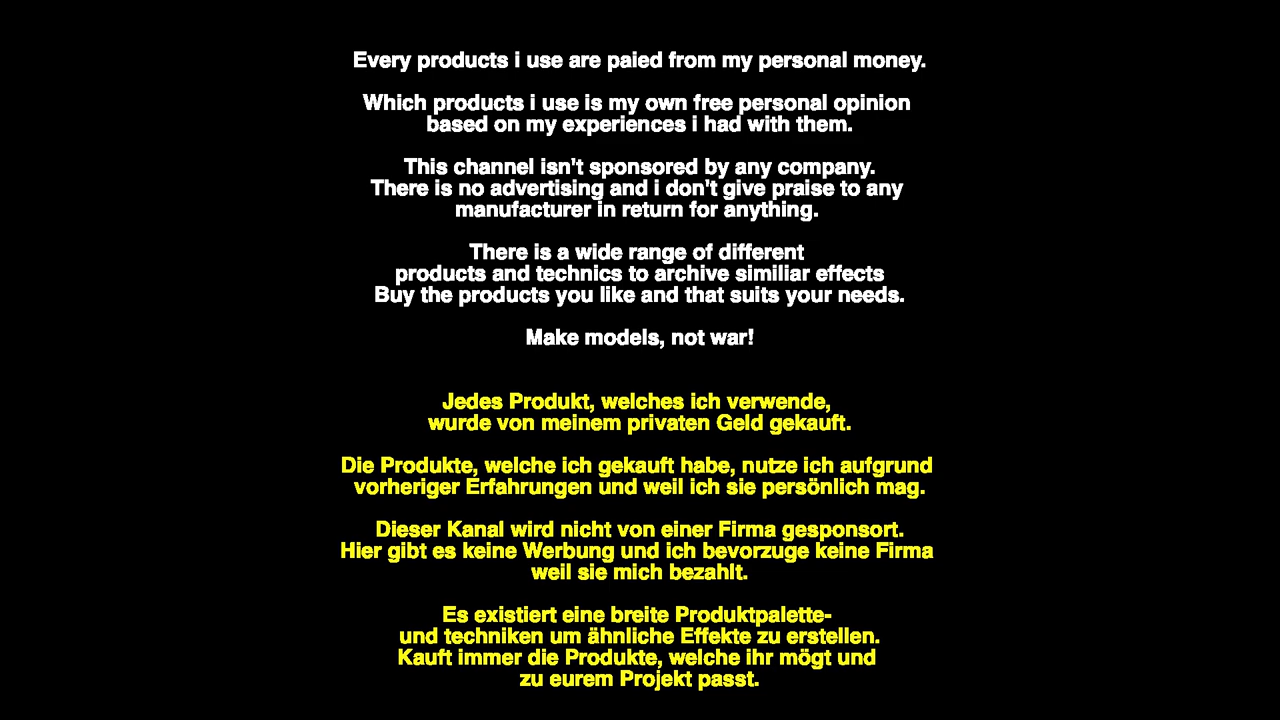 Every products i use are paied from my personal money.
Which products i use is my own free personal opinion
based on my experiences i had with them.
This channel isn't sponsored by any company.
There is no advertising and i don't give praise to any
manufacturer in return for anything.
There is a wide range of different
products and technics to archive similiar effects
Buy the products you like and that suits your needs.
Make models, not war!
Jedes Produkt, welches ich verwende,
wurde von meinem privaten Geld gekauft.
Die Produkte, welche ich gekauft habe, nutze ich aufgrund
vorheriger Erfahrungen und weil ich sie persönlich mag.
Dieser Kanal wird nicht von einer Firma gesponsort.
Hier gibt es keine Werbung und ich bevorzuge keine Firma
weil sie mich bezahlt.
Es existiert eine breite Produktpalette-
und techniken um ähnliche Effekte zu erstellen.
Kauft immer die Produkte, welche ihr mögt und
zu eurem Projekt passt.